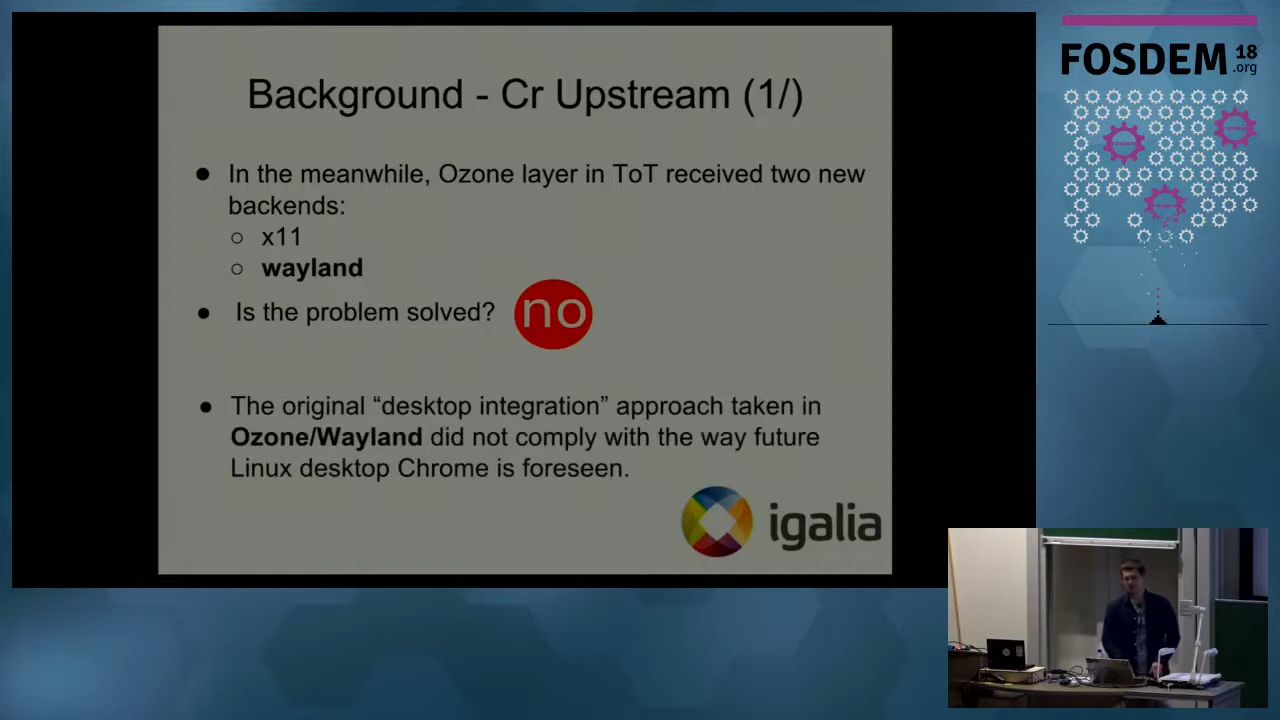 Background - Cr Upstream (1/)
● In the meanwhile, Ozone layer in ToT received two new
backends:
○ x11
○ wayland
● Is the problem solved? no
● The original “desktop integration” approach taken in
Ozone/Wayland did not comply with the way future
Linux desktop Chrome is foreseen.
igalia
FOSDEM 18
.org